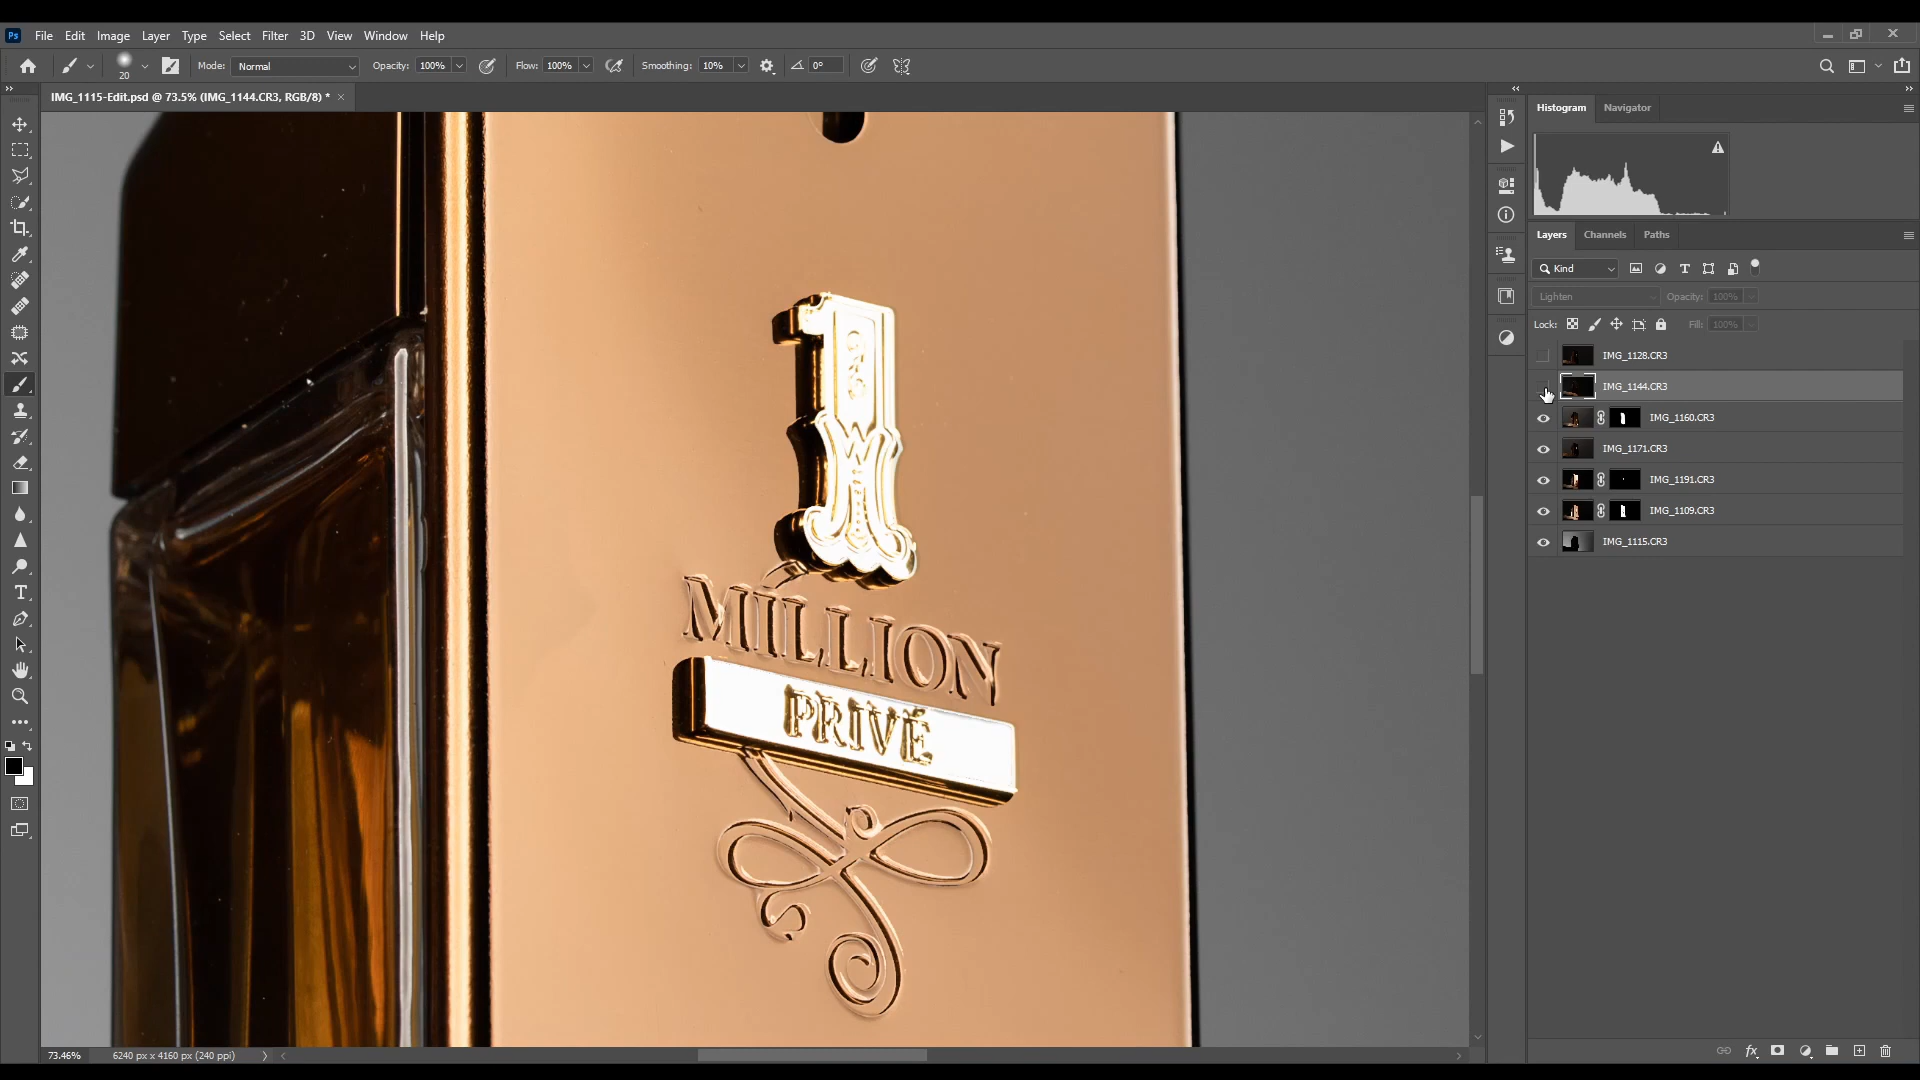 Ps File Edit Image Layer Type Select Filter 3D View Window Help
20 Mode: Normal Opacity: 100% Flow: 100% Smoothing: 10% 0°
IMG_1115-Edit.psd @ 73.5% (IMG_1144.CR3, RGB/8) * ×
Histogram Navigator
Layers Channels Paths
Kind
Lighten Opacity: 100%
Lock: Fill: 100%
IMG_1128.CR3
IMG_1144.CR3
IMG_1160.CR3
IMG_1171.CR3
IMG_1191.CR3
IMG_1109.CR3
IMG_1115.CR3
1
MILLION
PRIVÉ
73.46% 6240 px x 4160 px (240 ppi)
fx